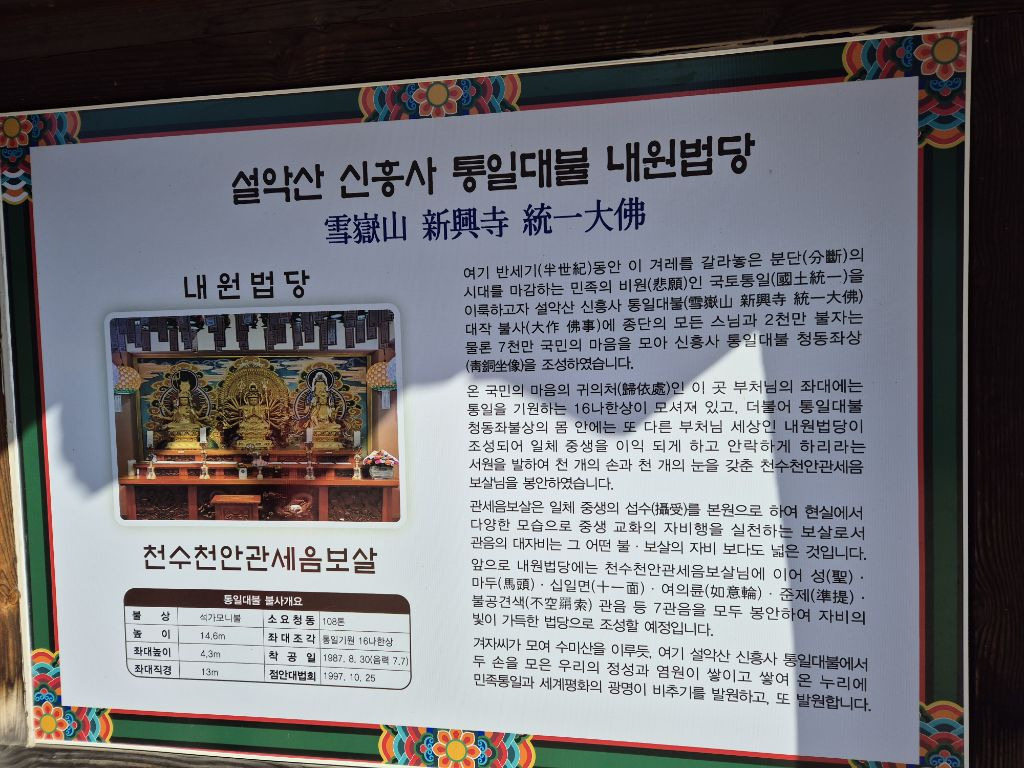 설악산 신흥사 통일대불 내원법당
雪嶽山 新興寺 統一大佛
내원법당
천수천안관세음보살
통일대불 불사개요
불 상 석가모니불 소요청동 108톤
높 이 14,6m 좌대조각 통일기원 16나한상
좌대높이 4,3m 착 공 일 1987. 8. 30(음력 7.7)
좌대직경 13m 점안대법회 1997. 10. 25
여기 반세기(半世紀)동안 이 겨레를 갈라놓은 분단(分斷)의
시대를 마감하는 민족의 비원(悲願)인 국토통일(國土統一)을
이룩하고자 설악산 신흥사 통일대불(雪嶽山 新興寺 統一大佛)
대작 불사(大作 佛事)에 종단의 모든 스님과 2천만 불자는
물론 7천만 국민의 마음을 모아 신흥사 통일대불 청동좌상
(靑銅坐像)을 조성하였습니다.
온 국민의 마음의 귀의처(歸依處)인 이 곳 부처님의 좌대에는
통일을 기원하는 16나한상이 모셔져 있고, 더불어 통일대불
청동좌불상의 몸 안에는 또 다른 부처님 세상인 내원법당이
조성되어 일체 중생을 이익 되게 하고 안락하게 하리라는
서원을 발하여 천 개의 손과 천 개의 눈을 갖춘 천수천안관세음
보살님을 봉안하였습니다.
관세음보살은 일체 중생의 섭수(攝受)를 본원으로 하여 현실에서
다양한 모습으로 중생 교화의 자비행을 실천하는 보살로서
관음의 대자비는 그 어떤 불·보살의 자비 보다도 넓은 것입니다.
앞으로 내원법당에는 천수천안관세음보살님에 이어 성(聖)·
마두(馬頭)·십일면(十一面)·여의륜(如意輪)·준제(準提)·
불공견색(不空羂索) 관음 등 7관음을 모두 봉안하여 자비의
빛이 가득한 법당으로 조성할 예정입니다.
겨자씨가 모여 수미산을 이루듯, 여기 설악산 신흥사 통일대불에서
두 손을 모은 우리의 정성과 염원이 쌓이고 쌓여 온 누리에
민족통일과 세계평화의 광명이 비추기를 발원하고, 또 발원합니다.